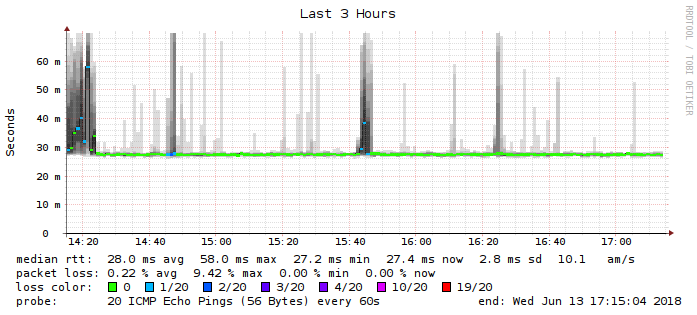 Last 3 Hours
RRDTOOL / TOBI OETIKER
Seconds
60 m
50 m
40 m
30 m
20 m
10 m
0
14:20 14:40 15:00 15:20 15:40 16:00 16:20 16:40 17:00
median rtt: 28.0 ms avg 58.0 ms max 27.2 ms min 27.4 ms now 2.8 ms sd 10.1 am/s
packet loss: 0.22 % avg 9.42 % max 0.00 % min 0.00 % now
loss color: 0 1/20 2/20 3/20 4/20 10/20 19/20
probe: 20 ICMP Echo Pings (56 Bytes) every 60s end: Wed Jun 13 17:15:04 2018